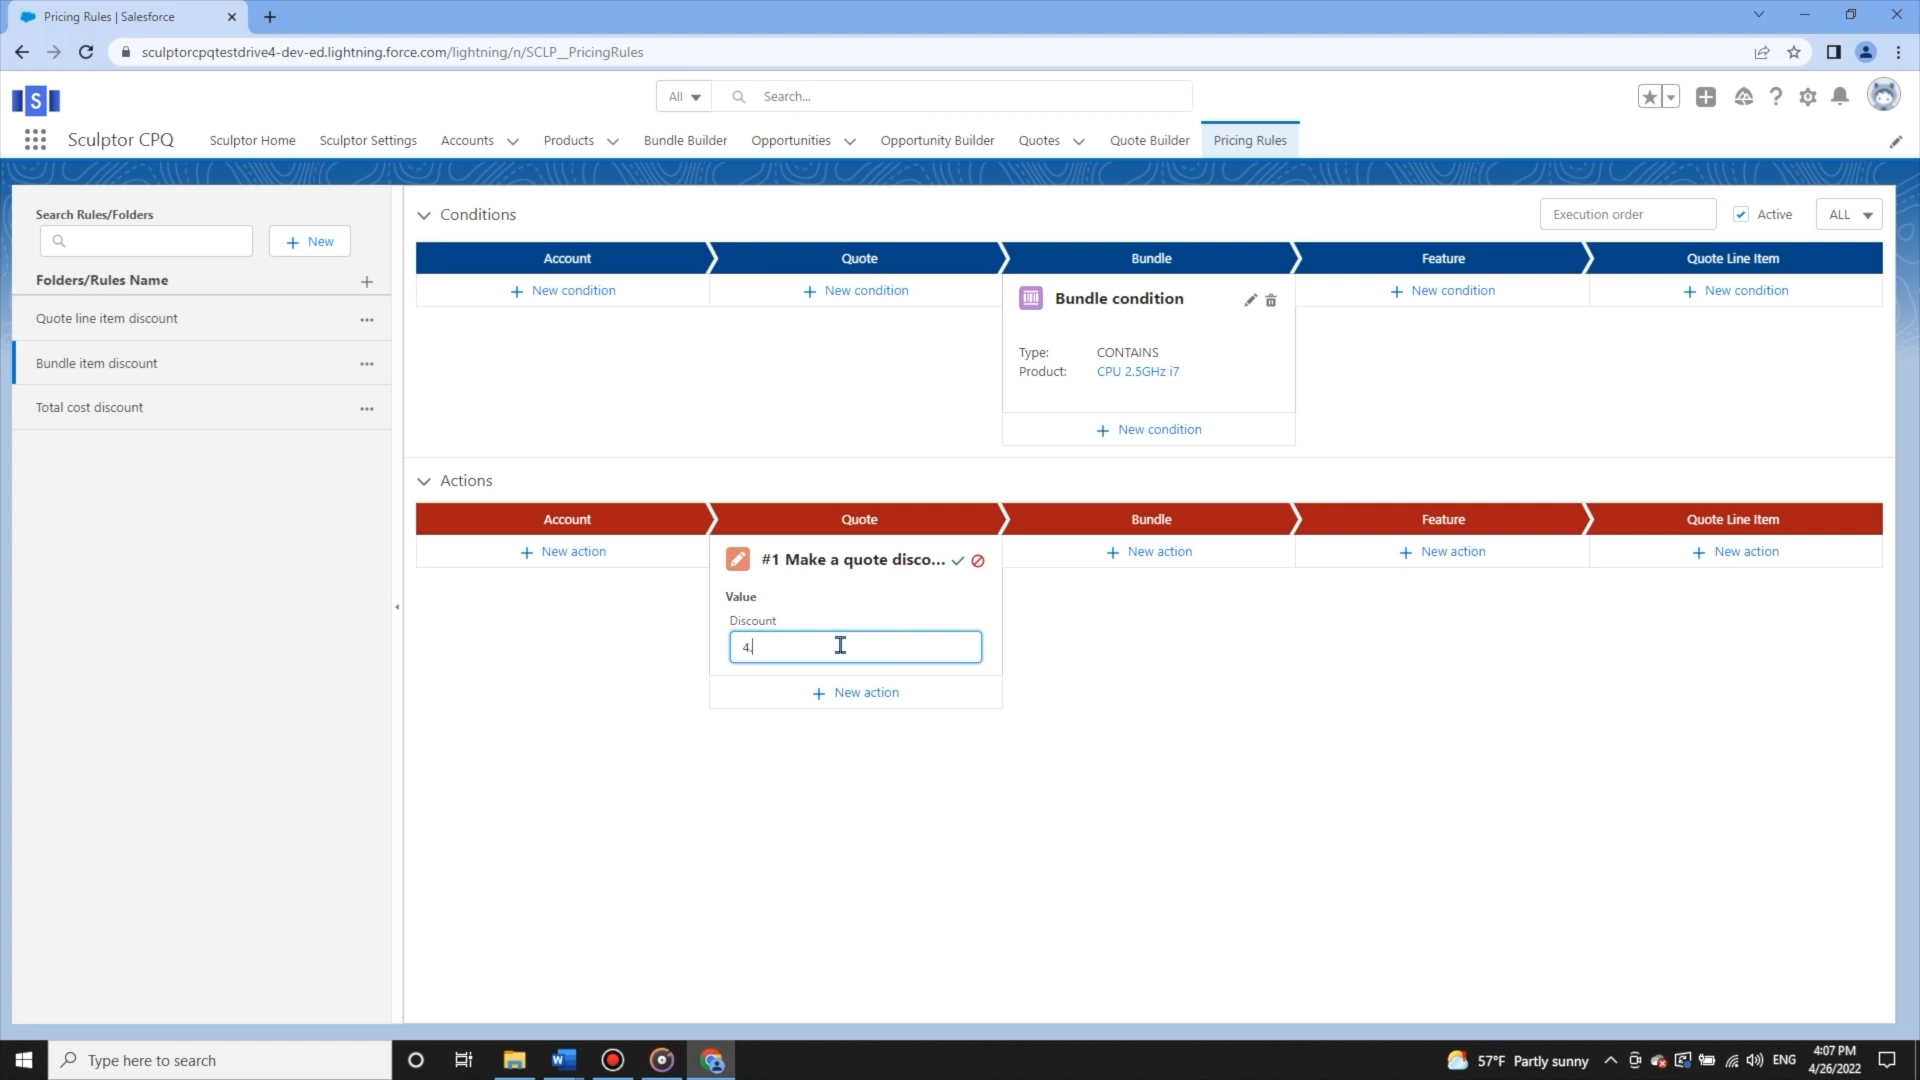 Pricing Rules | Salesforce
sculptorcpqtestdrive4-dev-ed.lightning.force.com/lightning/n/SCLP__PricingRules
S
All
Search...
Sculptor CPQ
Sculptor Home
Sculptor Settings
Accounts
Products
Bundle Builder
Opportunities
Opportunity Builder
Quotes
Quote Builder
Pricing Rules
Search Rules/Folders
New
Folders/Rules Name
Quote line item discount
Bundle item discount
Total cost discount
Conditions
Execution order
Active
ALL
Account
Quote
Bundle
Feature
Quote Line Item
New condition
New condition
Bundle condition
New condition
New condition
Type: CONTAINS
Product: CPU 2.5GHz i7
New condition
Actions
Account
Quote
Bundle
Feature
Quote Line Item
New action
#1 Make a quote disco...
New action
New action
New action
Value
Discount
4.
New action
Type here to search
57°F Partly sunny
ENG
4:07 PM
4/26/2022